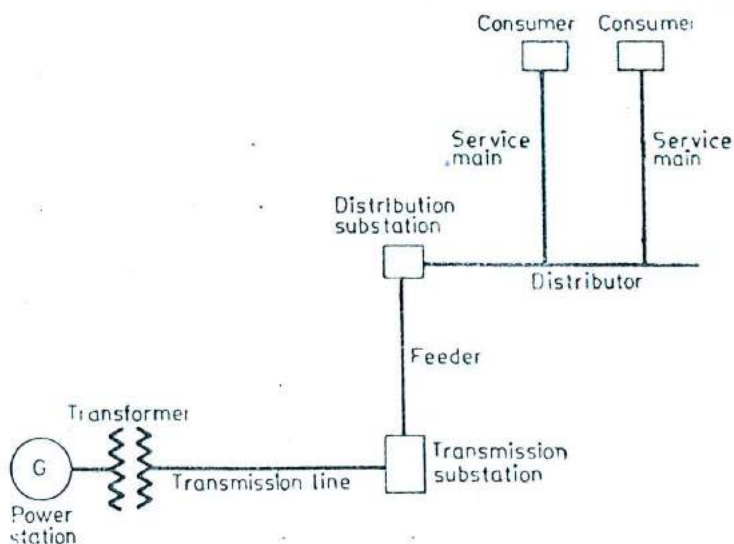 Consumer
Consumer
Service
main
Service
main
Distribution
substation
Distributor
Feeder
Transformer
G
Transmission line
Transmission
substation
Power
station